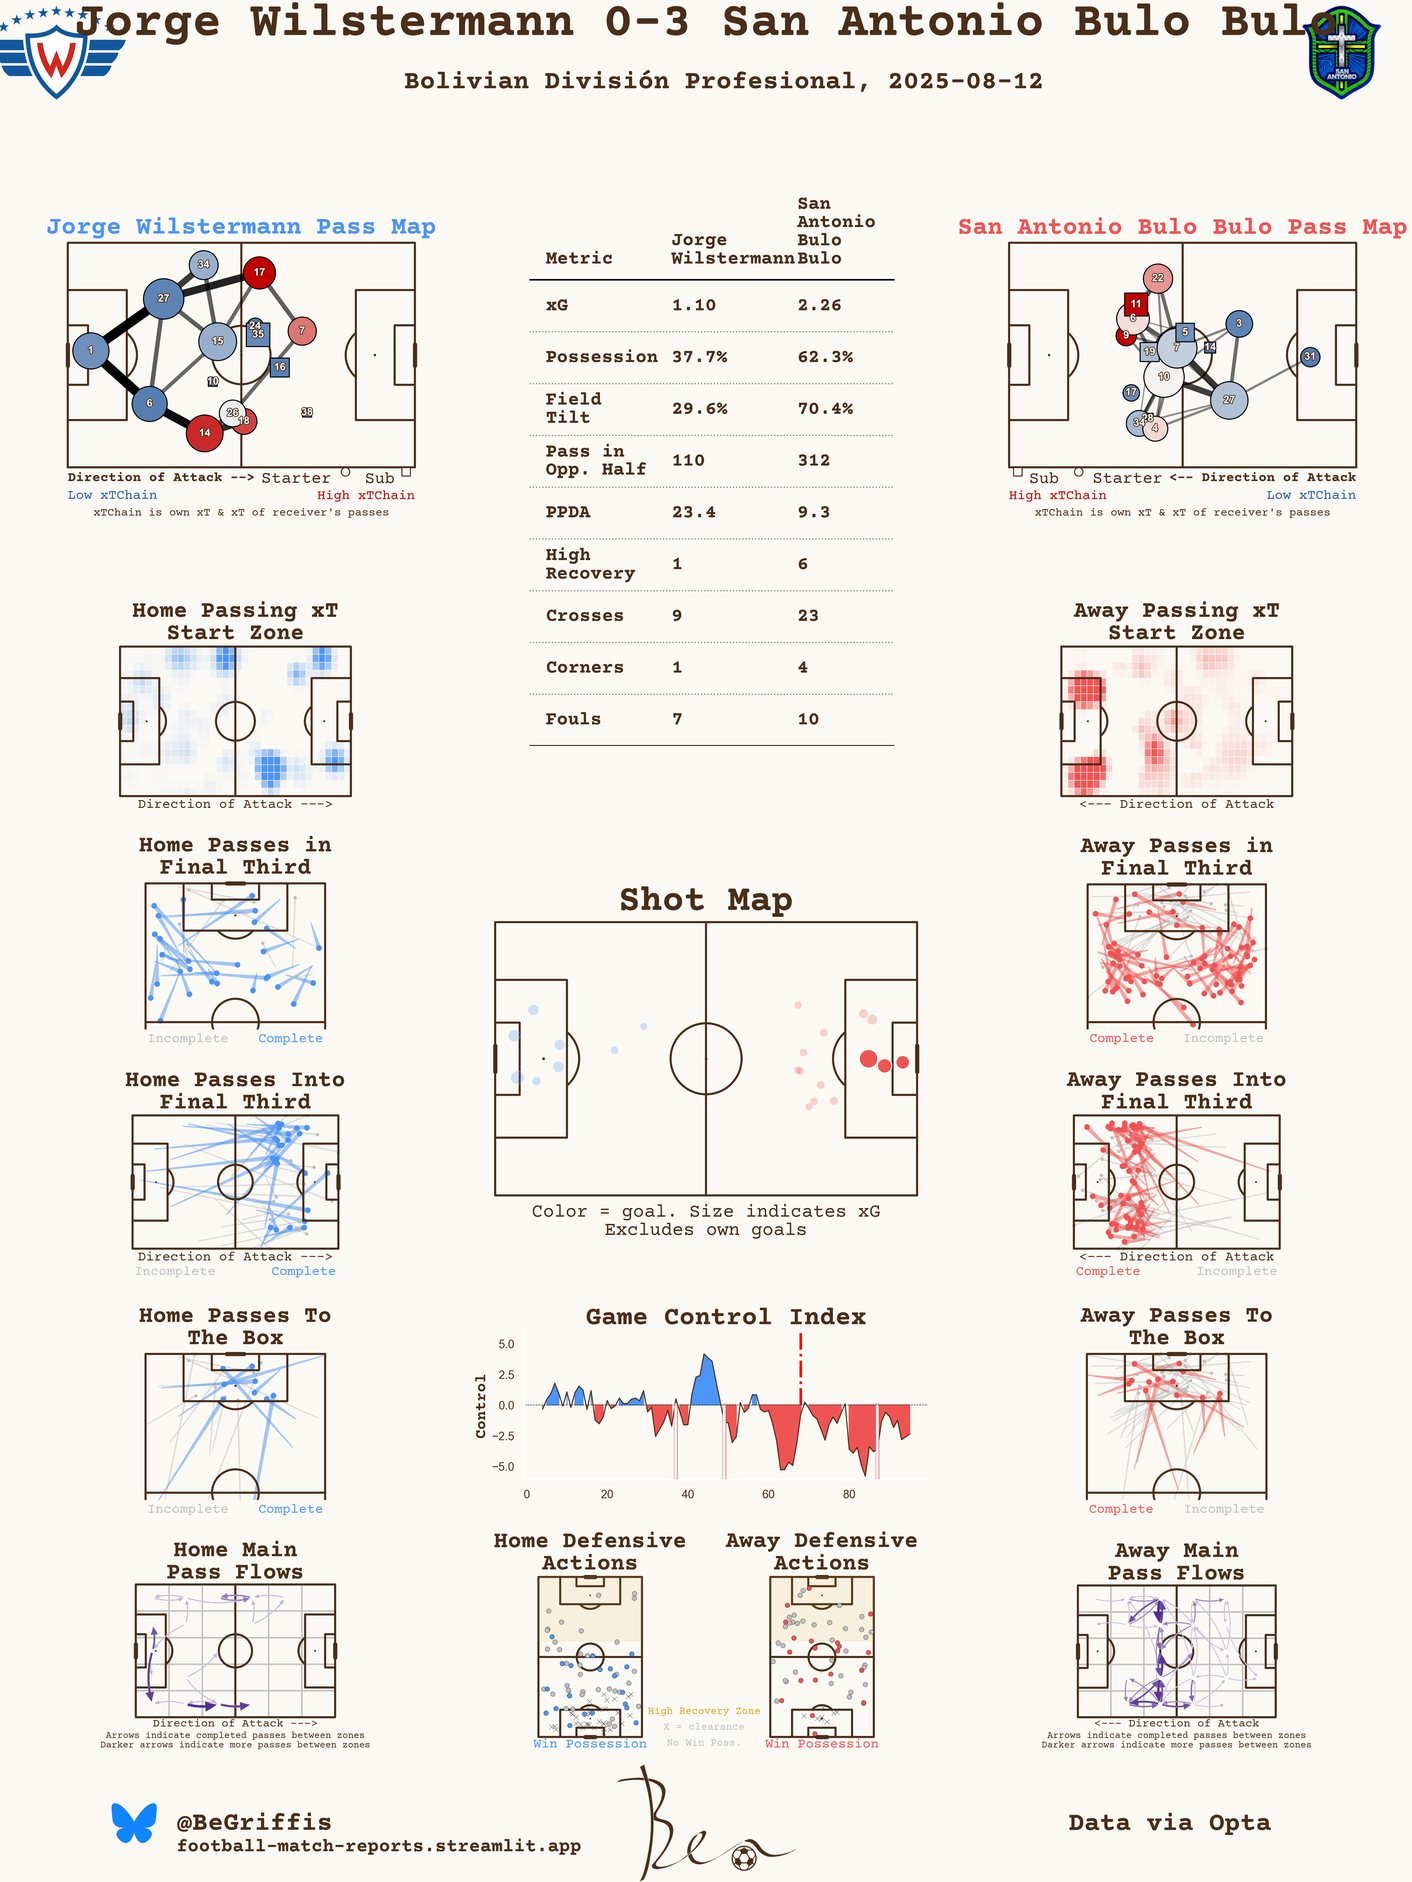 Jorge Wilstermann 0-3 San Antonio Bulo Bulo
Bolivian División Profesional, 2025-08-12
W
SAN
ANTONIO
Jorge Wilstermann Pass Map
34
17
27
24
35
7
15
1
16
10
6
26
18
38
14
Direction of Attack --> Starter Sub
Low xTChain High xTChain
xTChain is own xT & xT of receiver's passes
Metric Jorge Wilstermann San Antonio Bulo Bulo
xG 1.10 2.26
Possession 37.7% 62.3%
Field Tilt 29.6% 70.4%
Pass in Opp. Half 110 312
PPDA 23.4 9.3
High Recovery 1 6
Crosses 9 23
Corners 1 4
Fouls 7 10
San Antonio Bulo Bulo Pass Map
22
11
6
9
5
3
19
7
14
31
10
17
27
28
34
4
Sub Starter <-- Direction of Attack
High xTChain Low xTChain
xTChain is own xT & xT of receiver's passes
Home Passing xT
Start Zone
Direction of Attack --->
Away Passing xT
Start Zone
<--- Direction of Attack
Home Passes in
Final Third
Incomplete Complete
Away Passes in
Final Third
Complete Incomplete
Shot Map
Color = goal. Size indicates xG
Excludes own goals
Home Passes Into
Final Third
Direction of Attack --->
Incomplete Complete
Away Passes Into
Final Third
<--- Direction of Attack
Complete Incomplete
Home Passes To
The Box
Incomplete Complete
Game Control Index
Control
5.0
2.5
0.0
−2.5
−5.0
0 20 40 60 80
Away Passes To
The Box
Complete Incomplete
Home Main
Pass Flows
Direction of Attack --->
Arrows indicate completed passes between zones
Darker arrows indicate more passes between zones
Home Defensive
Actions
Win Possession
High Recovery Zone
X = clearance
No Win Poss.
Away Defensive
Actions
Win Possession
Away Main
Pass Flows
<--- Direction of Attack
Arrows indicate completed passes between zones
Darker arrows indicate more passes between zones
@BeGriffis
football-match-reports.streamlit.app
Ben
Data via Opta